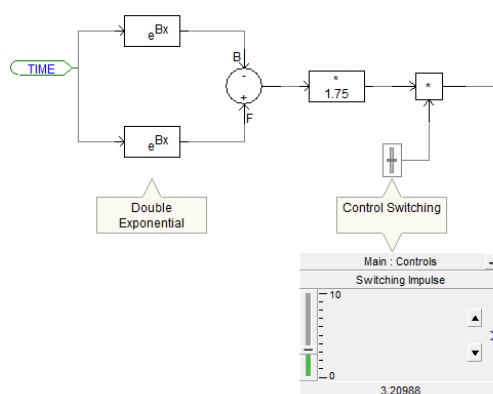 e^Bx
B
TIME
-
+
*
1.75
*
F
e^Bx
Double
Exponential
Control Switching
Main : Controls
Switching Impulse
10
0
3.20988